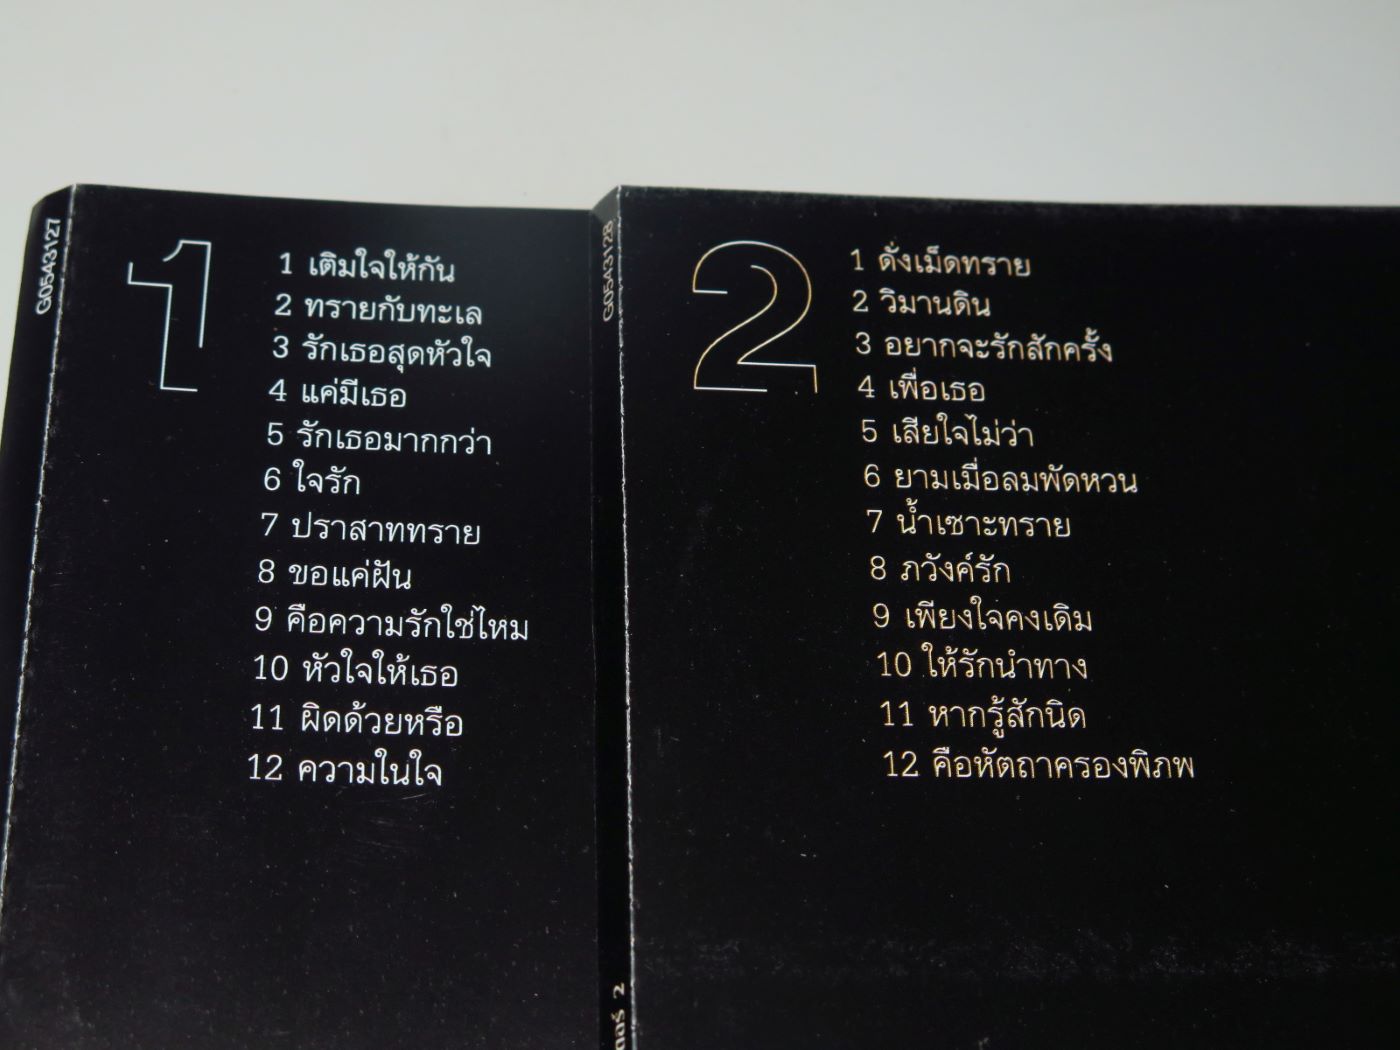 G0543127
1
1 เติมใจให้กัน
2 ทรายกับทะเล
3 รักเธอสุดหัวใจ
4 แค่มีเธอ
5 รักเธอมากกว่า
6 ใจรัก
7 ปราสาททราย
8 ขอแค่ฝัน
9 คือความรักใช่ไหม
10 หัวใจให้เธอ
11 ผิดด้วยหรือ
12 ความในใจ
G0543128
2
1 ดั่งเม็ดทราย
2 วิมานดิน
3 อยากจะรักสักครั้ง
4 เพื่อเธอ
5 เสียใจไม่ว่า
6 ยามเมื่อลมพัดหวน
7 น้ำเซาะทราย
8 ภวังค์รัก
9 เพียงใจคงเดิม
10 ให้รักนำทาง
11 หากรู้สักนิด
12 คือหัตถาครองพิภพ
2